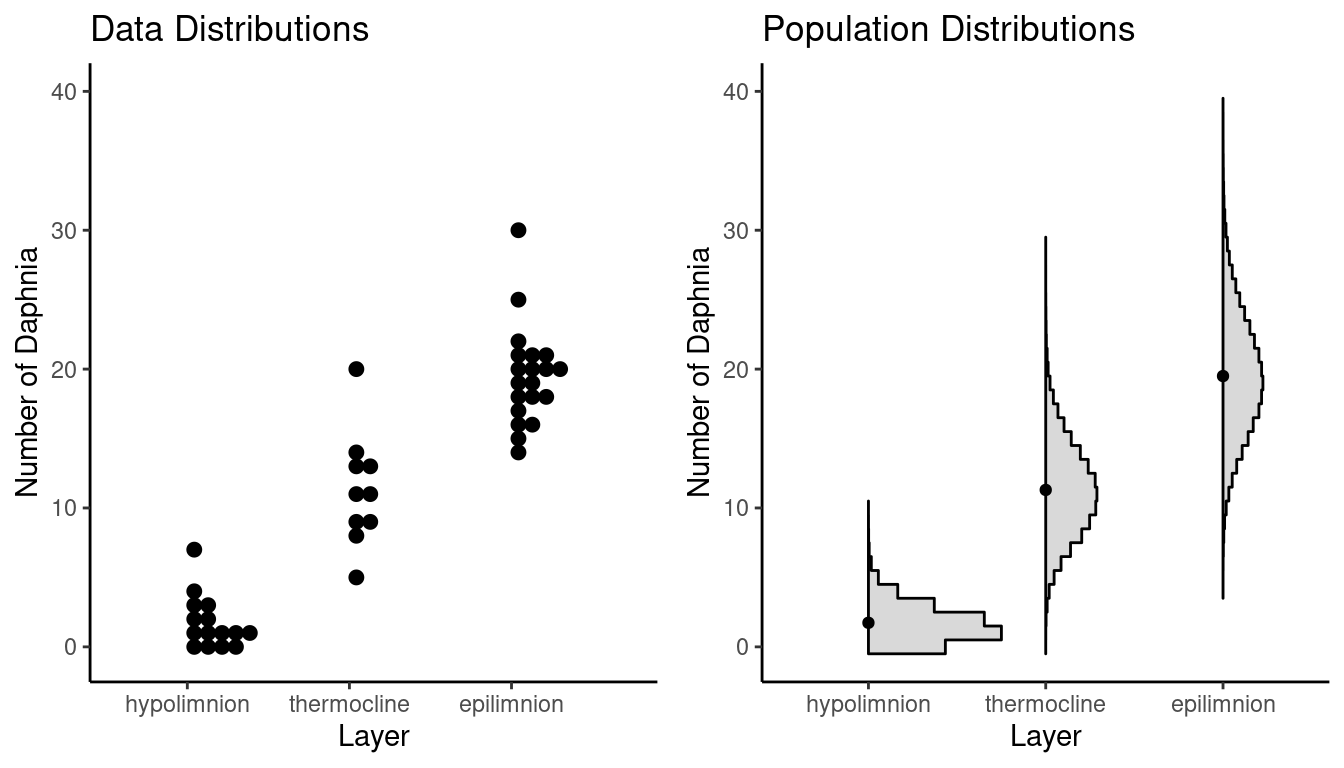 Data Distributions
Number of Daphnia
40
30
20
10
0
hypolimnion thermocline epilimnion
Layer
Population Distributions
Number of Daphnia
40
30
20
10
0
hypolimnion thermocline epilimnion
Layer